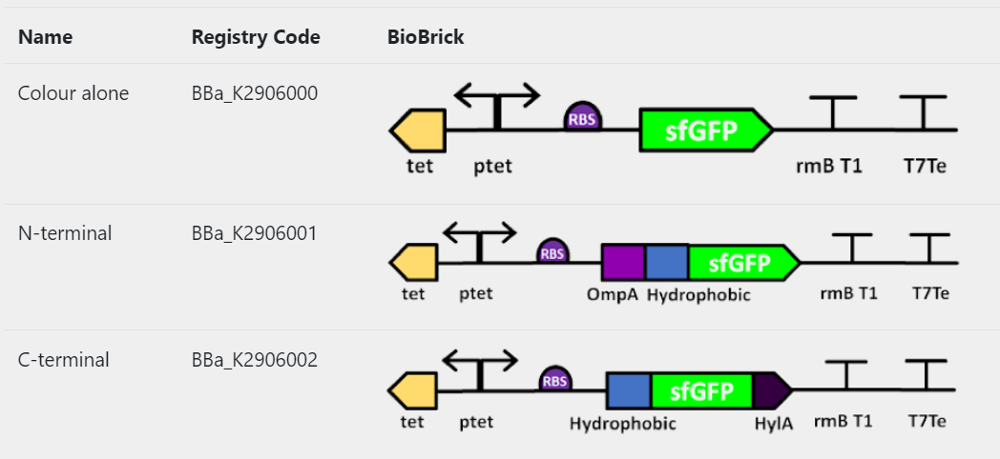 Name Registry Code BioBrick
Colour alone BBa_K2906000
RBS sfGFP
tet ptet rmB T1 T7Te
N-terminal BBa_K2906001
RBS sfGFP
tet ptet OmpA Hydrophobic rmB T1 T7Te
C-terminal BBa_K2906002
RBS sfGFP
tet ptet Hydrophobic HylA rmB T1 T7Te